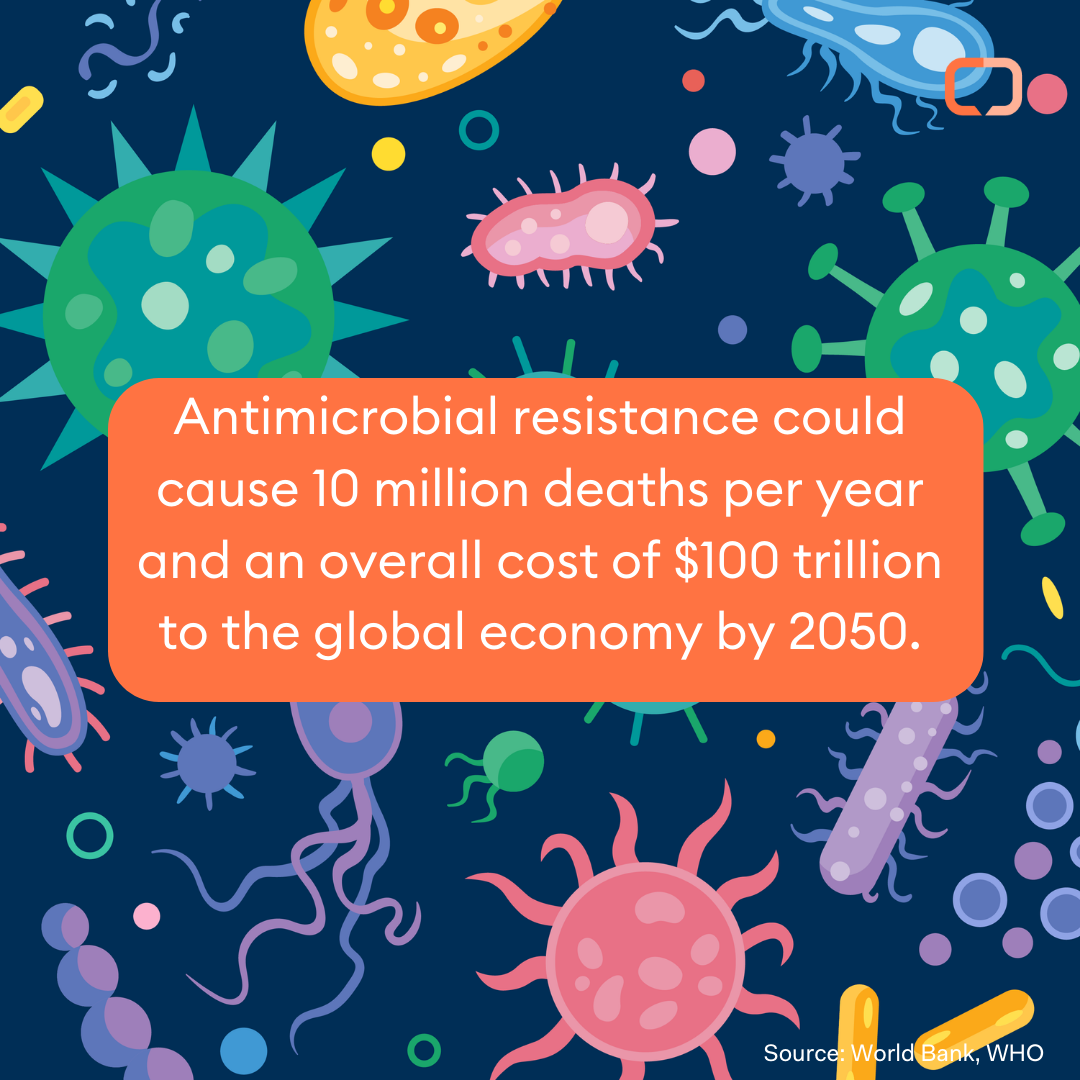 Antimicrobial resistance could
cause 10 million deaths per year
and an overall cost of $100 trillion
to the global economy by 2050.
Source: World Bank, WHO